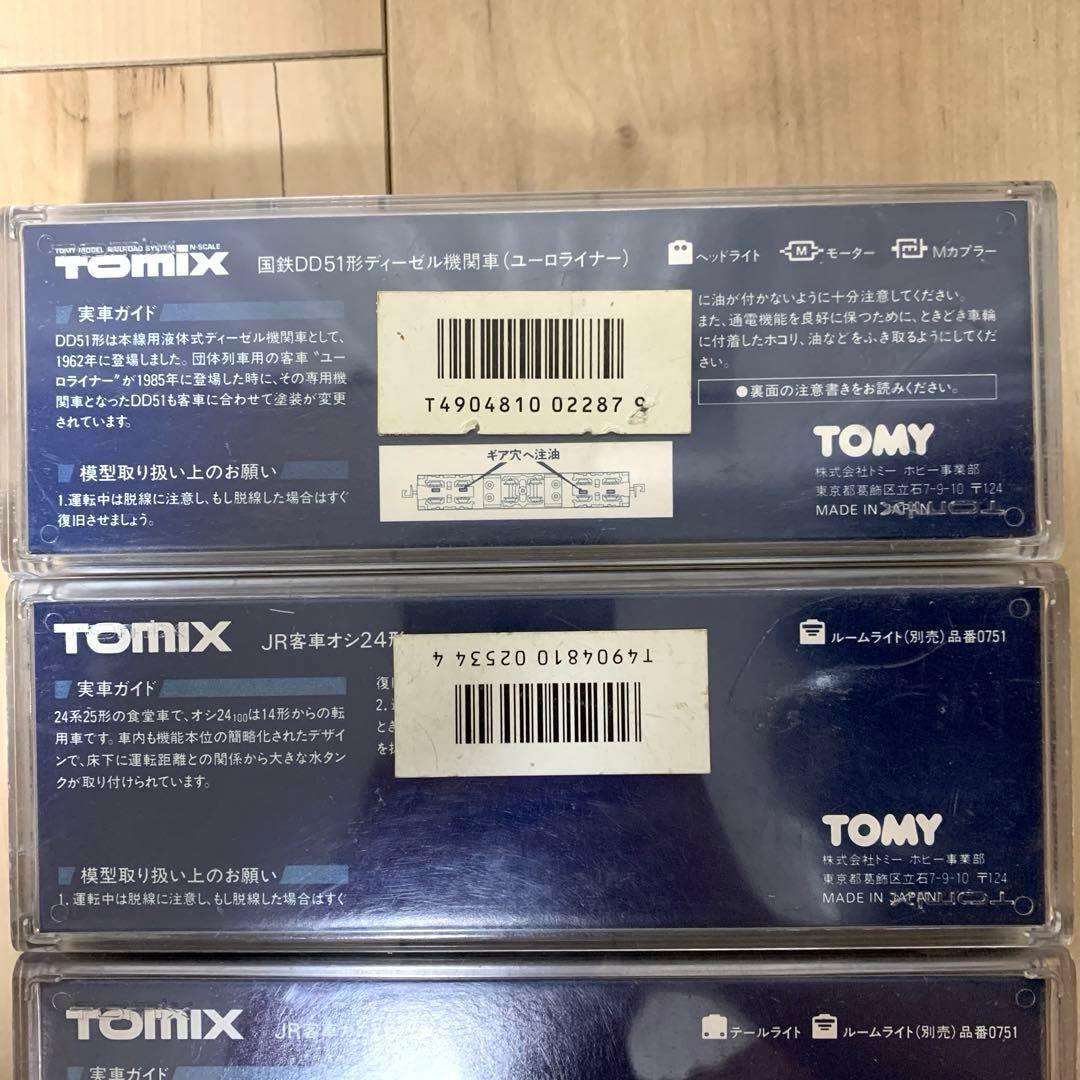 TOMY MODEL RAILROAD SYSTEM N-SCALE
TOMIX
国鉄DD51形ディーゼル機関車(ユーロライナー)
ヘッドライト
M モーター
Mカプラー
実車ガイド
DD51形は本線用液体式ディーゼル機関車として、
1962年に登場しました。団体列車用の客車〝ユー
ロライナー〟が1985年に登場した時に、その専用機
関車となったDD51も客車に合わせて塗装が変更
されています。
模型取り扱い上のお願い
1.運転中は脱線に注意し、もし脱線した場合はすぐ
復旧させましょう。
T4904810 02287 9
ギア穴へ注油
に油が付かないように十分注意してください。
また、通電機能を良好に保つために、ときどき車輪
に付着したホコリ、油などをふき取るようにしてくだ
さい。
●裏面の注意書きをお読みください。
TOMY
株式会社トミー ホビー事業部
東京都葛飾区立石7-9-10 〒124
MADE IN JAPAN
TOMIX
TOMIX
JR客車オシ24形
ルームライト(別売)品番0751
実車ガイド
24系25形の食堂車で、オシ24100は14形からの転
用車です。車内も機能本位の簡略化されたデザイ
ンで、床下に運転距離との関係から大きな水タン
クが取り付けられています。
模型取り扱い上のお願い
1. 運転中は脱線に注意し、もし脱線した場合はすぐ
復
2.
とき
を
T4904810 02534 4
TOMY
株式会社トミー ホビー事業部
東京都葛飾区立石7-9-10 〒124
MADE IN JAPAN
TOMIX
TOMIX
JR客車
テールライト
ルームライト(別売)品番0751
実車ガイド